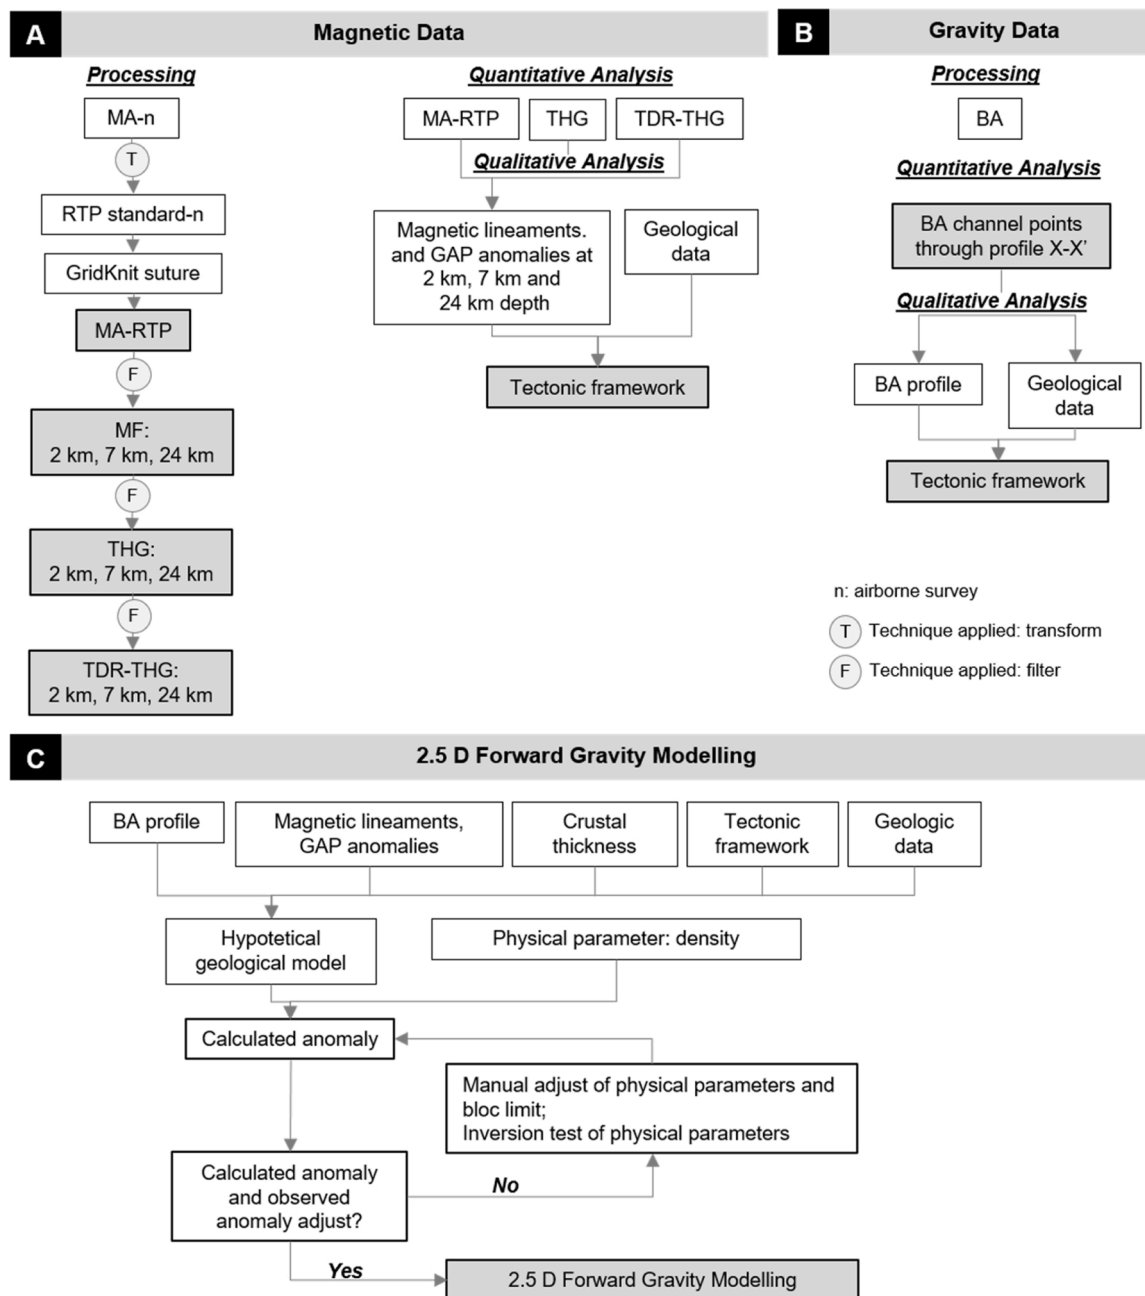 A
Magnetic Data
Processing
MA-n
T
RTP standard-n
GridKnit suture
MA-RTP
F
MF:
2 km, 7 km, 24 km
F
THG:
2 km, 7 km, 24 km
F
TDR-THG:
2 km, 7 km, 24 km
Quantitative Analysis
MA-RTP
THG
TDR-THG
Qualitative Analysis
Magnetic lineaments.
and GAP anomalies at
2 km, 7 km and
24 km depth
Geological
data
Tectonic framework
B
Gravity Data
Processing
BA
Quantitative Analysis
BA channel points
through profile X-X’
Qualitative Analysis
BA profile
Geological
data
Tectonic framework
n: airborne survey
T Technique applied: transform
F Technique applied: filter
C
2.5 D Forward Gravity Modelling
BA profile
Magnetic lineaments,
GAP anomalies
Crustal
thickness
Tectonic
framework
Geologic
data
Hypotetical
geological model
Physical parameter: density
Calculated anomaly
Manual adjust of physical parameters and
bloc limit;
Inversion test of physical parameters
Calculated anomaly
and observed
anomaly adjust?
No
Yes
2.5 D Forward Gravity Modelling